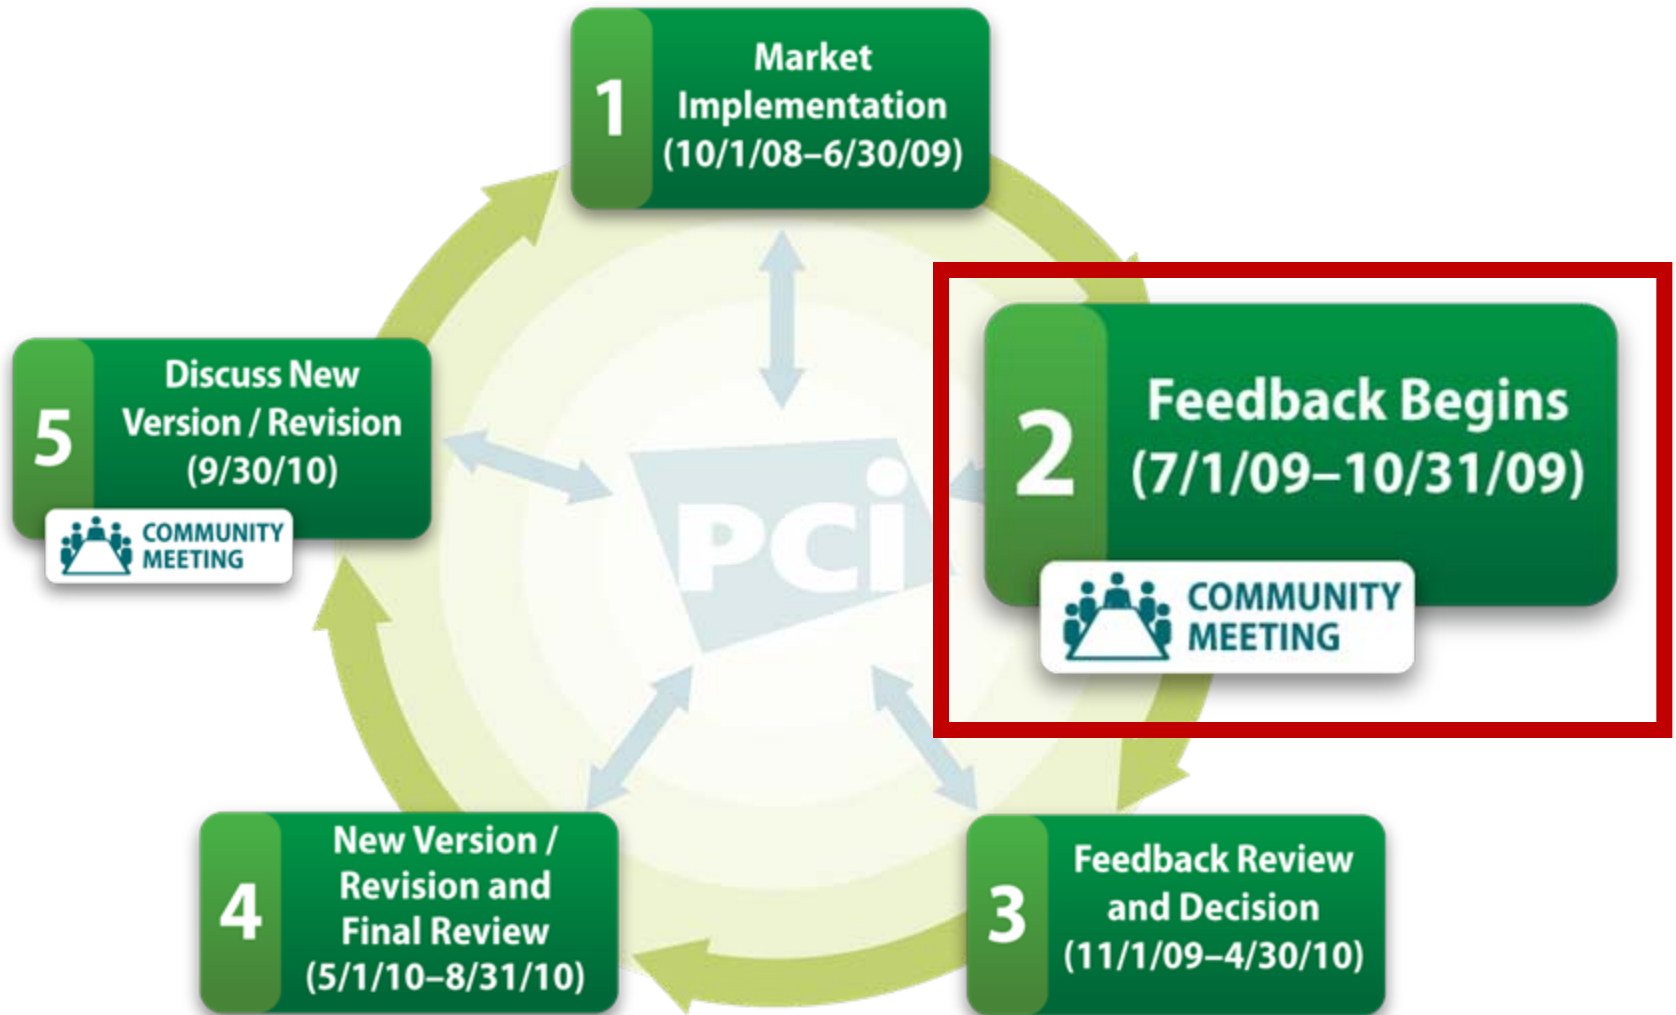 1
Market
Implementation
(10/1/08–6/30/09)
2
Feedback Begins
(7/1/09–10/31/09)
COMMUNITY
MEETING
3
Feedback Review
and Decision
(11/1/09–4/30/10)
4
New Version /
Revision and
Final Review
(5/1/10–8/31/10)
5
Discuss New
Version / Revision
(9/30/10)
COMMUNITY
MEETING
PCi